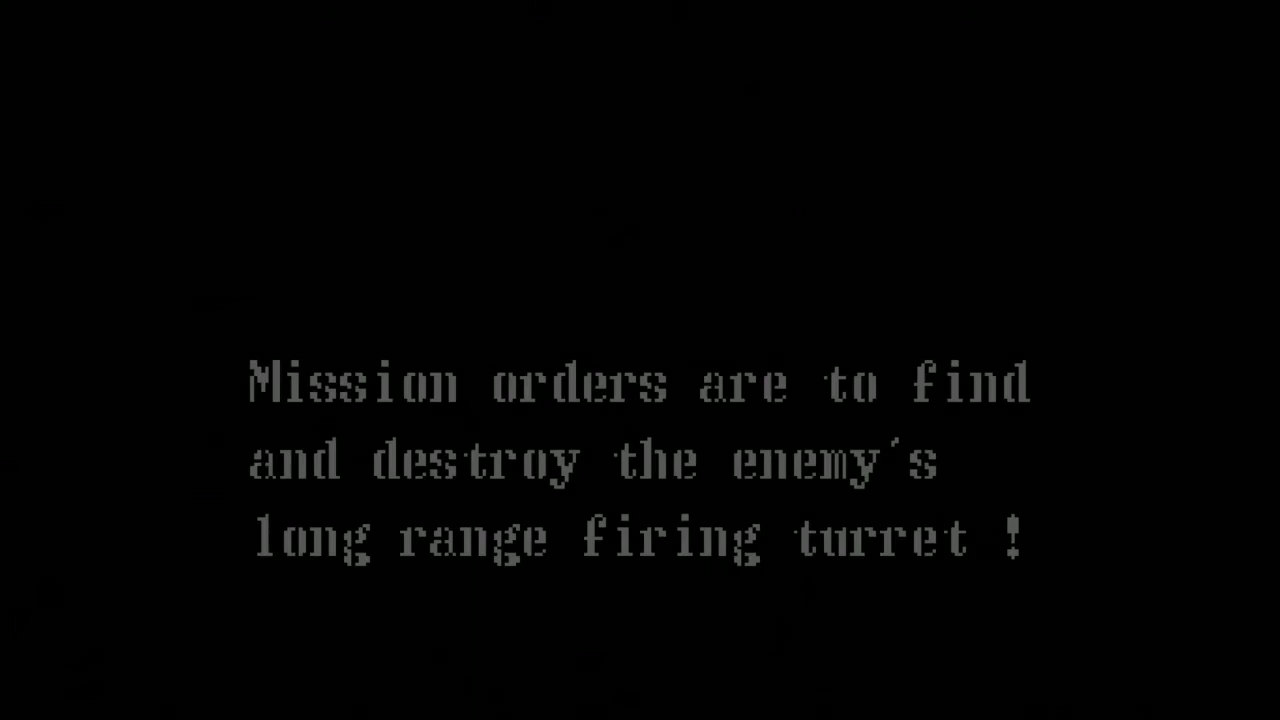 Mission orders are to find
and destroy the enemy´s
long range firing turret !